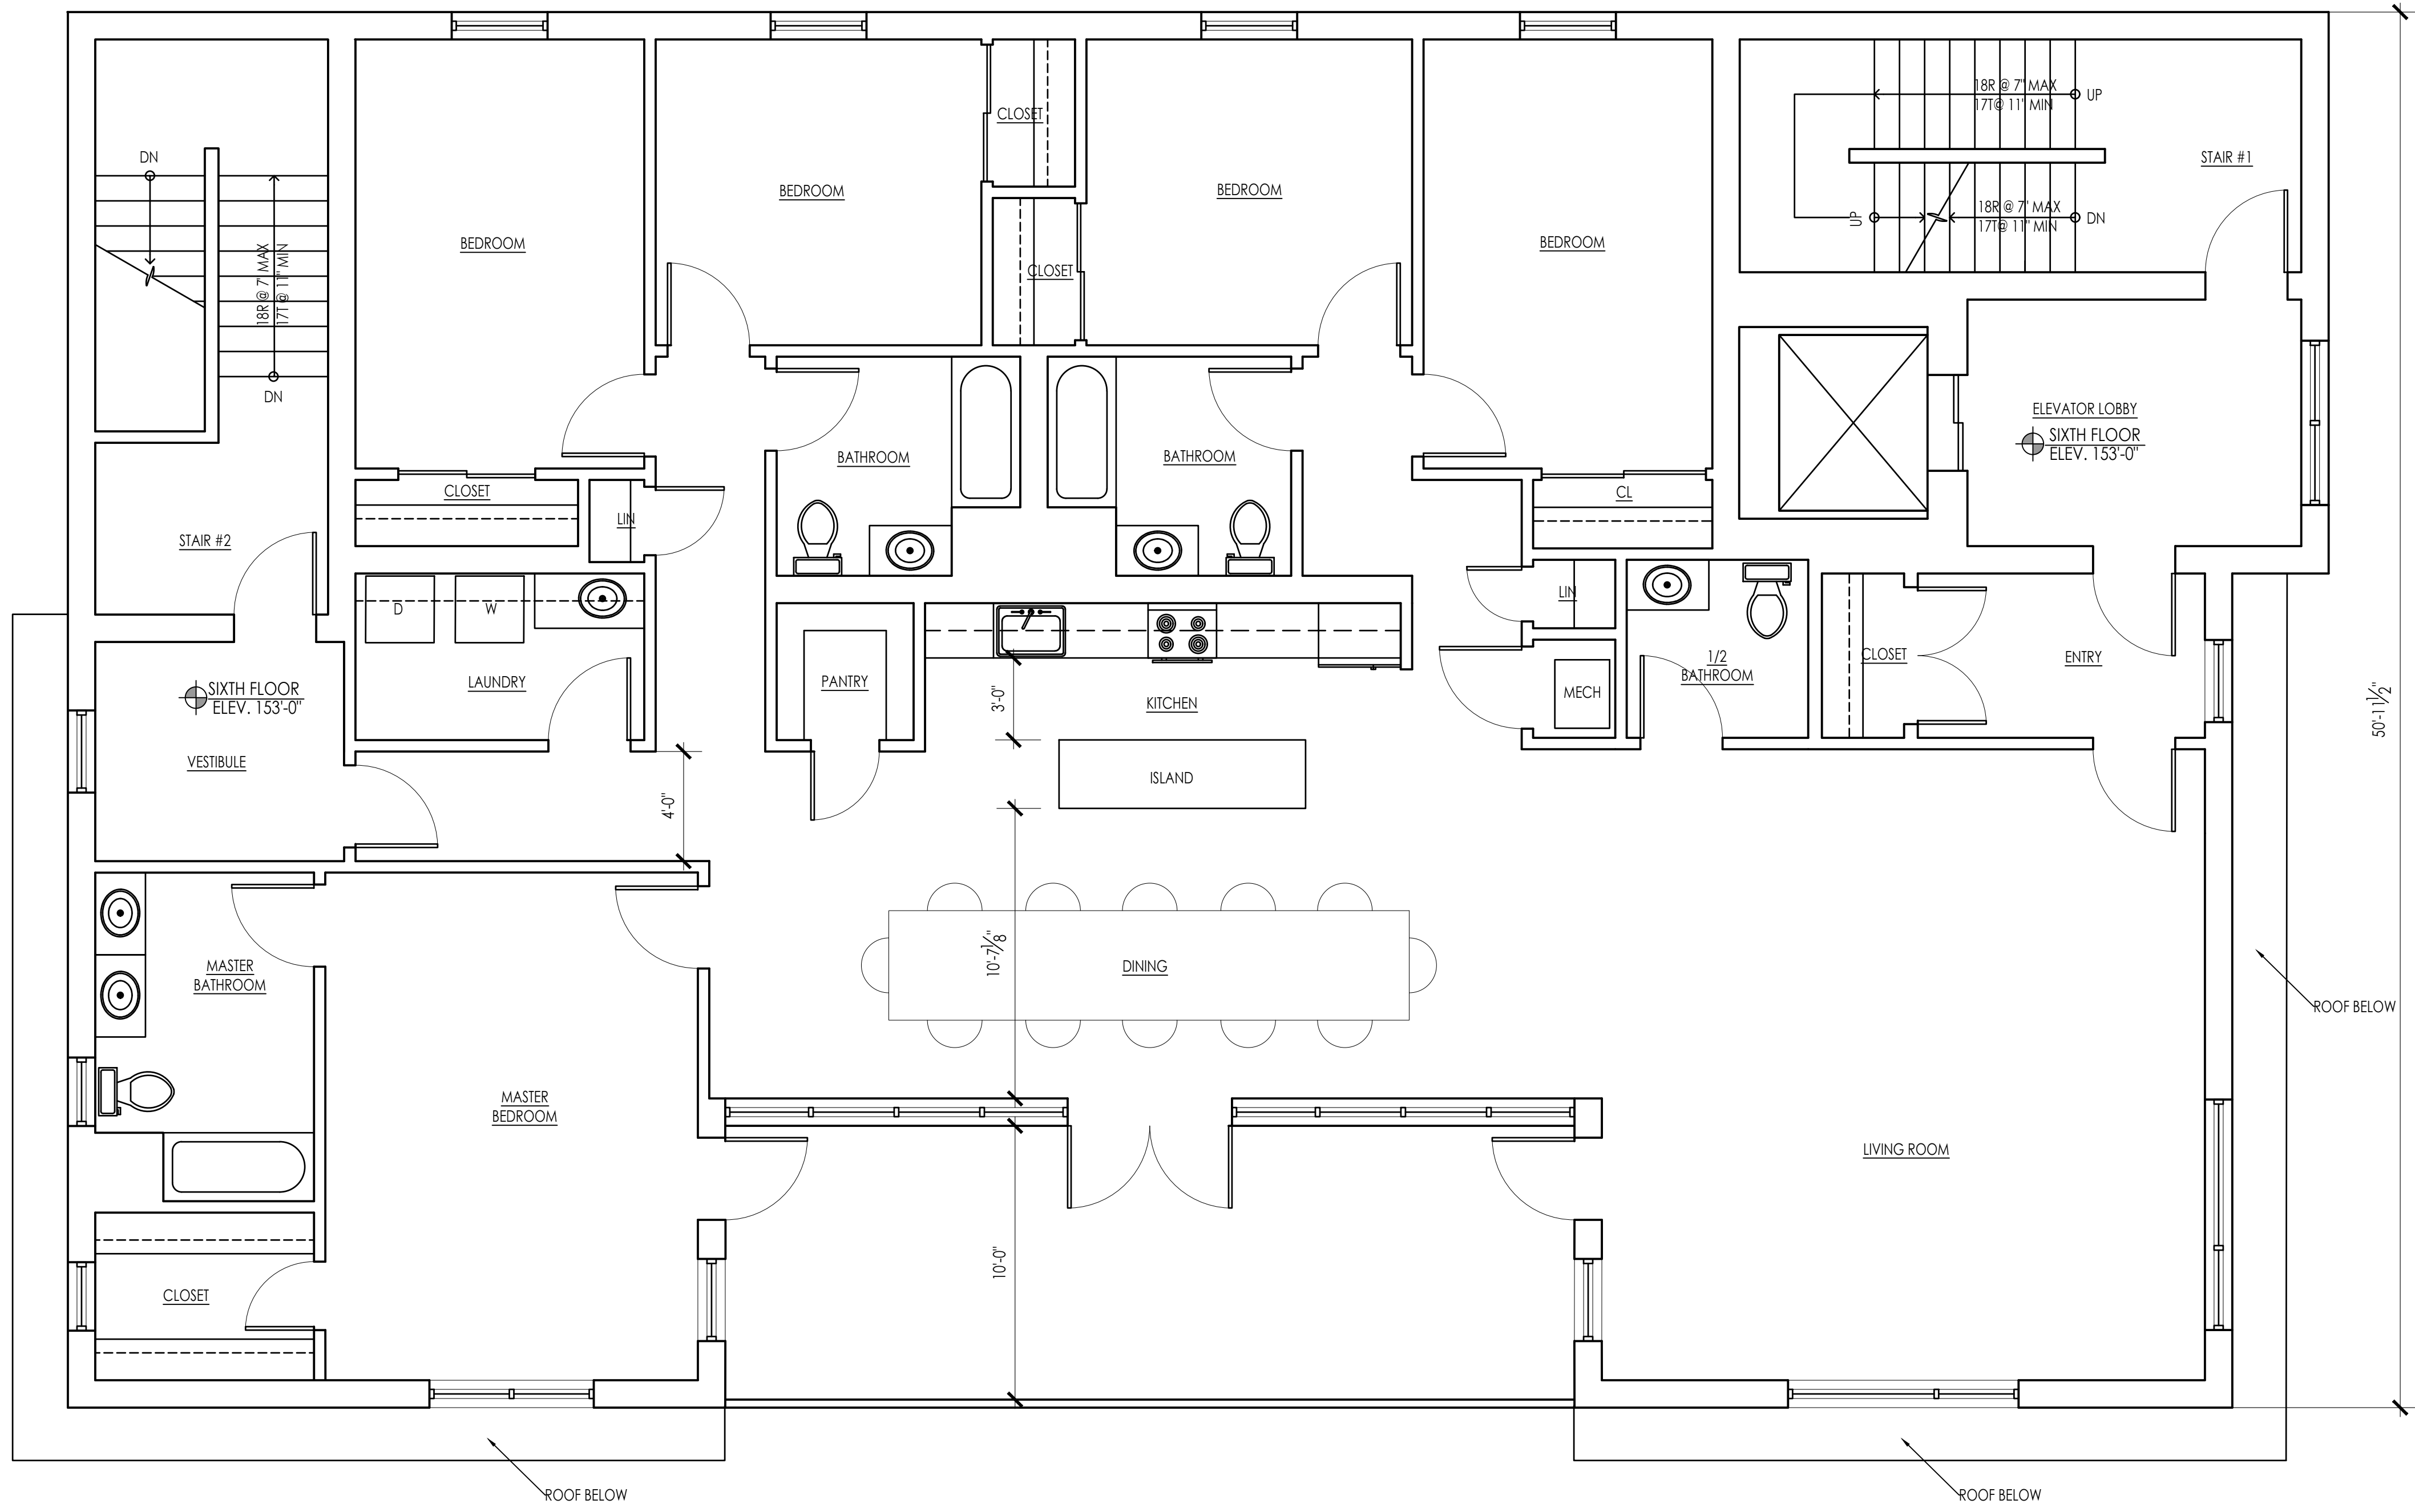 18R @ 7" MAX
17T@ 11" MIN
UP
CLOSET
DN
STAIR #1
BEDROOM
BEDROOM
BEDROOM
BEDROOM
18R @ 7" MAX
17T@ 11" MIN
UP
DN
18R @ 7" MAX
17T @ 11" MIN
DN
CLOSET
ELEVATOR LOBBY
SIXTH FLOOR
ELEV. 153'-0"
BATHROOM
BATHROOM
CLOSET
CL
LIN
STAIR #2
D
W
LIN
LAUNDRY
PANTRY
3'-0"
KITCHEN
MECH
1/2
BATHROOM
CLOSET
ENTRY
SIXTH FLOOR
ELEV. 153'-0"
50'-11 1/2"
VESTIBULE
4'-0"
ISLAND
MASTER
BATHROOM
10'-7 1/8"
DINING
ROOF BELOW
MASTER
BEDROOM
LIVING ROOM
10'-0"
CLOSET
ROOF BELOW
ROOF BELOW